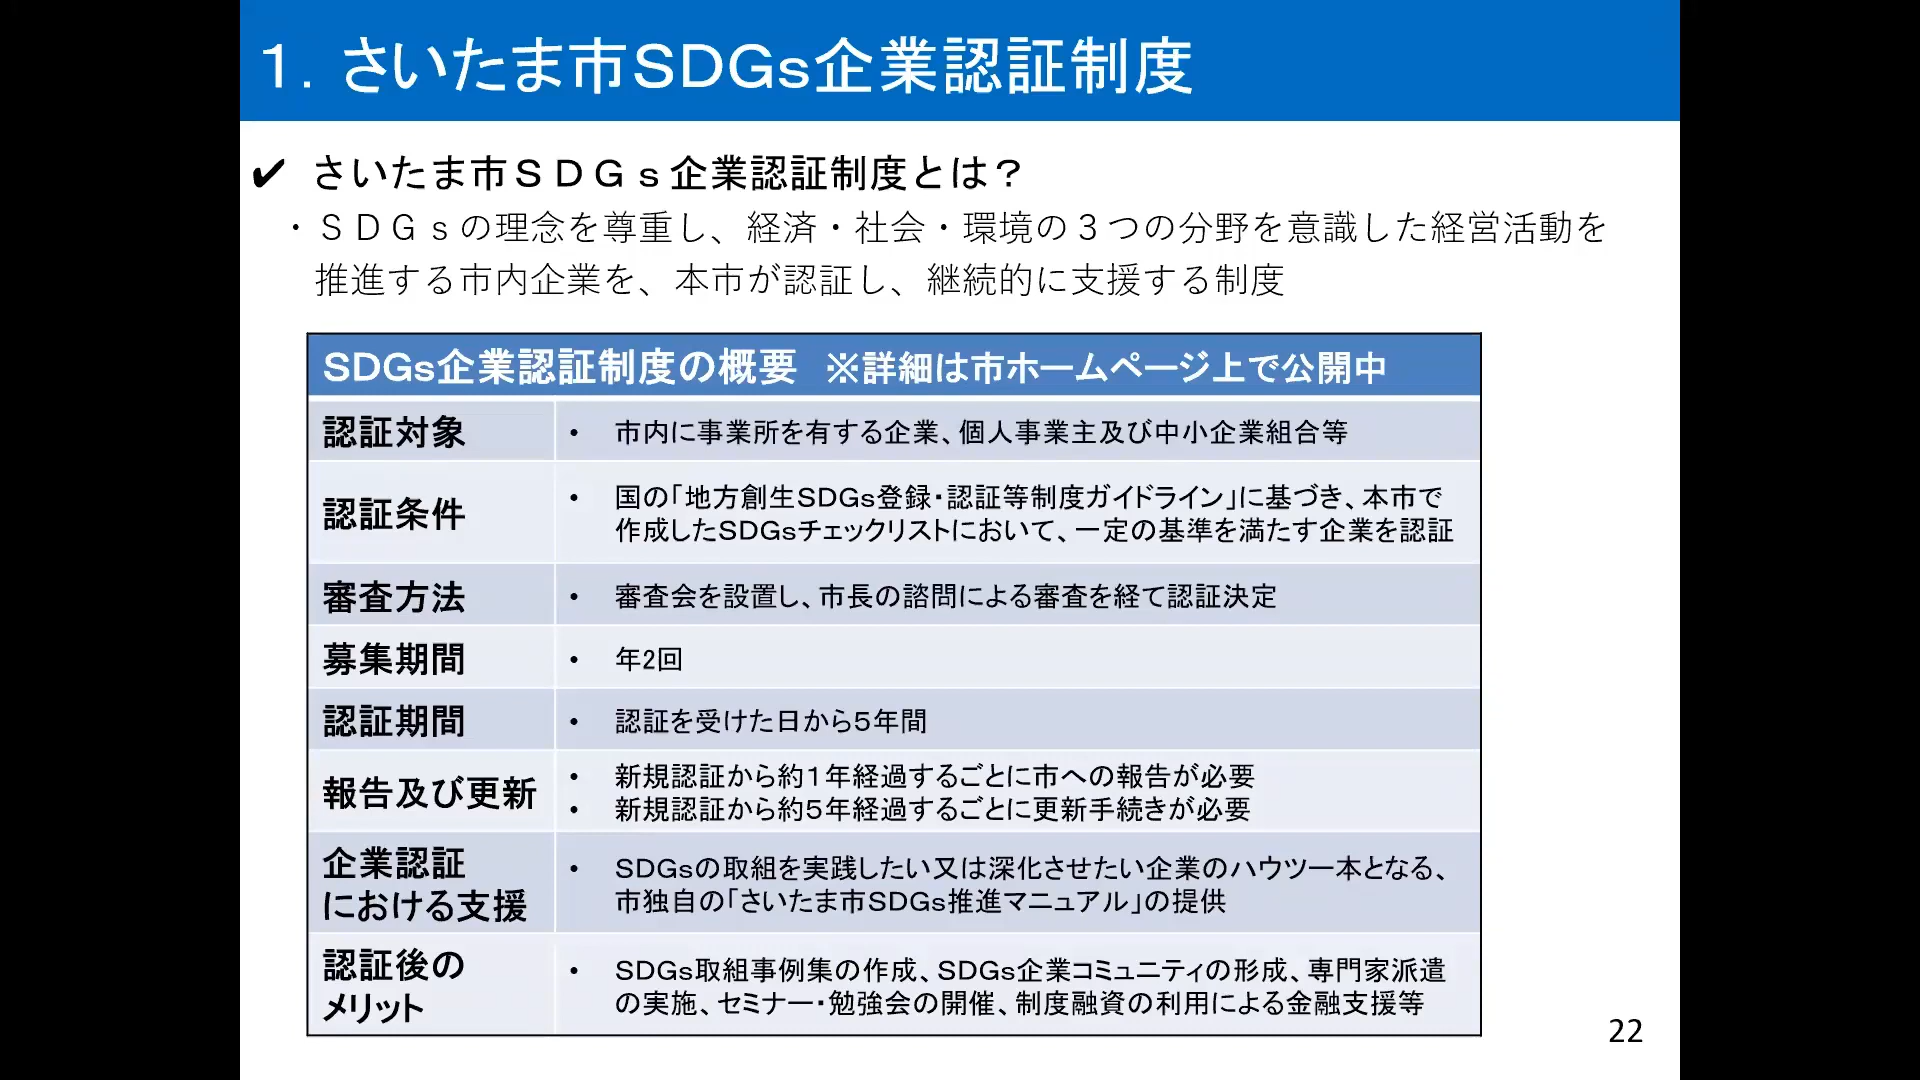 １．さいたま市SDGs企業認証制度
✔ さいたま市ＳＤＧｓ企業認証制度とは？
・ＳＤＧｓの理念を尊重し、経済・社会・環境の３つの分野を意識した経営活動を
推進する市内企業を、本市が認証し、継続的に支援する制度
SDGs企業認証制度の概要 ※詳細は市ホームページ上で公開中
認証対象
• 市内に事業所を有する企業、個人事業主及び中小企業組合等
認証条件
• 国の「地方創生SDGs登録・認証等制度ガイドライン」に基づき、本市で
作成したSDGsチェックリストにおいて、一定の基準を満たす企業を認証
審査方法
• 審査会を設置し、市長の諮問による審査を経て認証決定
募集期間
• 年2回
認証期間
• 認証を受けた日から5年間
報告及び更新
• 新規認証から約１年経過するごとに市への報告が必要
• 新規認証から約５年経過するごとに更新手続きが必要
企業認証
における支援
• SDGsの取組を実践したい又は深化させたい企業のハウツー本となる、
市独自の「さいたま市SDGs推進マニュアル」の提供
認証後の
メリット
• SDGs取組事例集の作成、SDGs企業コミュニティの形成、専門家派遣
の実施、セミナー・勉強会の開催、制度融資の利用による金融支援等
22